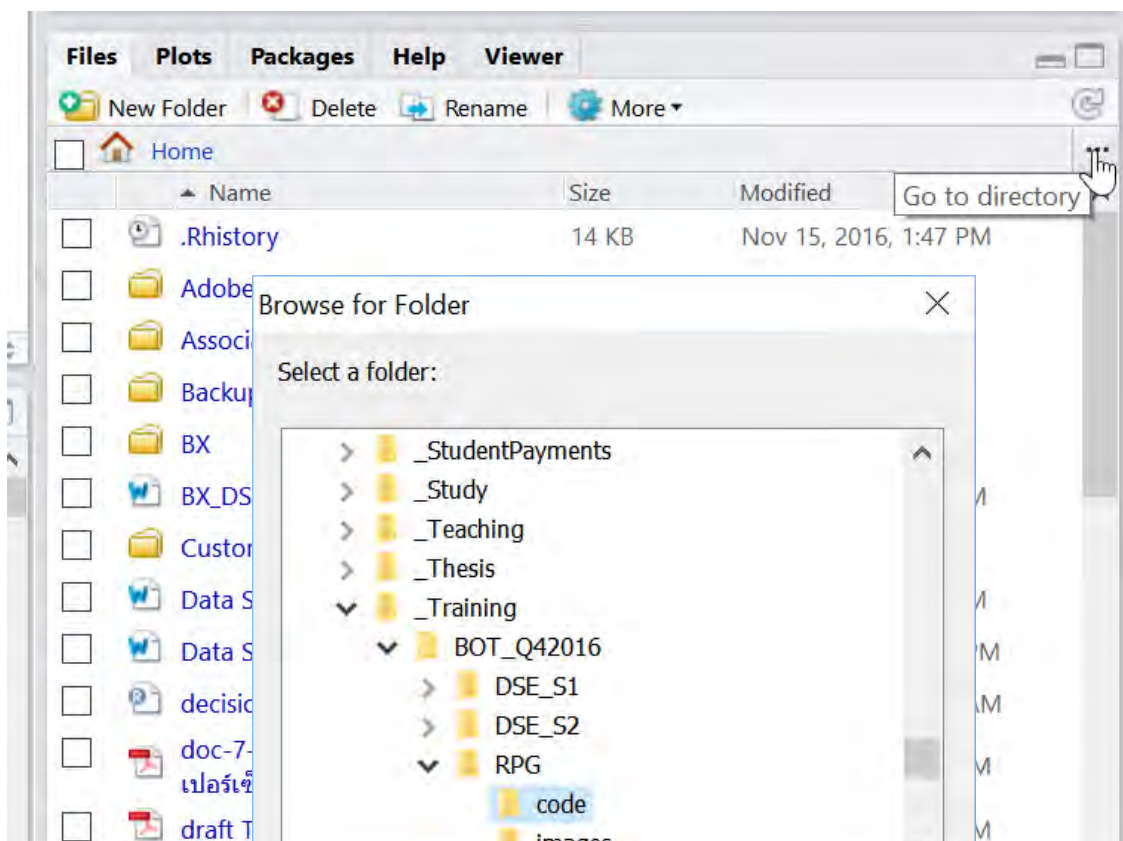 Files Plots Packages Help Viewer
New Folder Delete Rename More
Home ...
Name Size Modified
Go to directory
.Rhistory 14 KB Nov 15, 2016, 1:47 PM
Adobe
Associ
Backup
BX
BX_DS
Custor
Data S
Data S
decisic
doc-7-
เปอร์เซ็
draft T
Browse for Folder
Select a folder:
_StudentPayments
_Study
_Teaching
_Thesis
_Training
BOT_Q42016
DSE_S1
DSE_S2
RPG
code
images